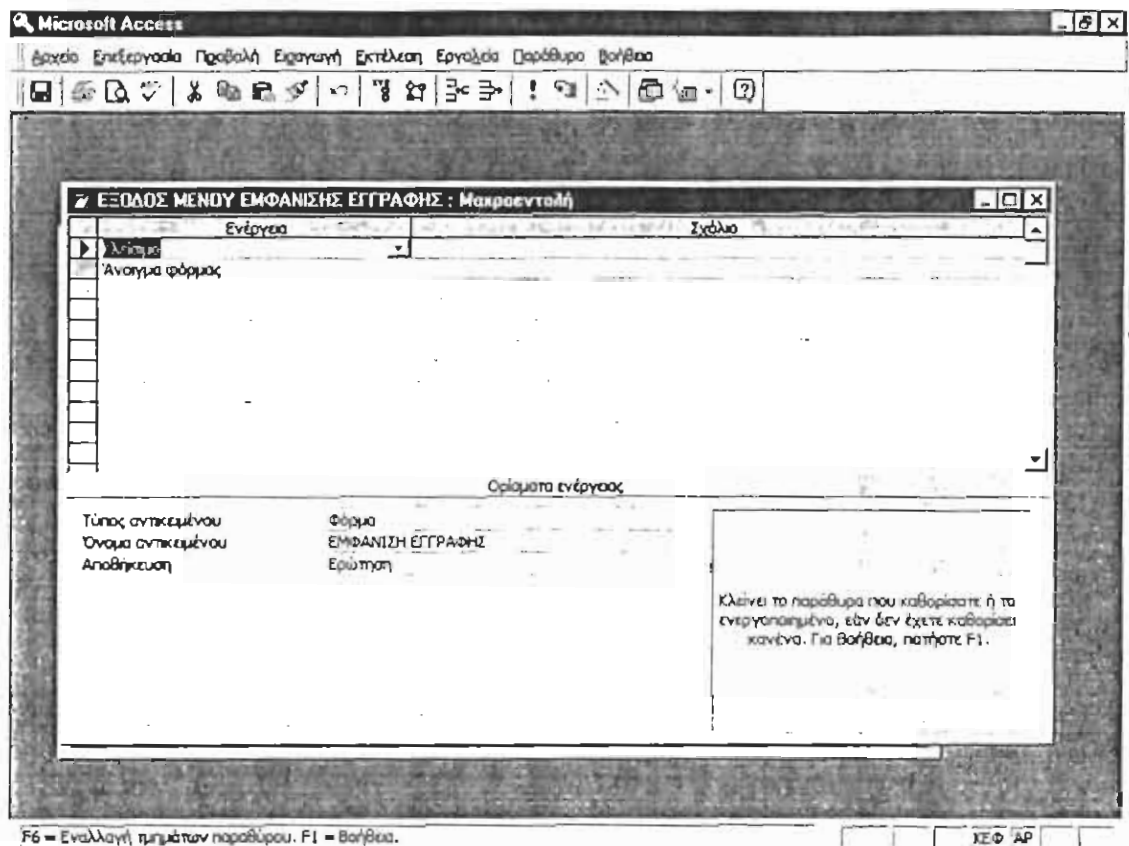 Microsoft Access
Αρχείο Επεξεργασία Προβολή Εισαγωγή Εκτέλεση Εργαλεία Παράθυρο Βοήθεια
ΕΞΟΔΟΣ ΜΕΝΟΥ ΕΜΦΑΝΙΣΗΣ ΕΓΓΡΑΦΗΣ : Μακροεντολή
Ενέργεια Σχόλιο
Κλείσιμο
Άνοιγμα φόρμας
Ορίσματα ενέργειας
Τύπος αντικειμένου Φόρμα
Όνομα αντικειμένου ΕΜΦΑΝΙΣΗ ΕΓΓΡΑΦΗΣ
Αποθήκευση Ερώτηση
Κλείνει το παράθυρο που καθορίσατε ή το
ενεργοποιημένο, εάν δεν έχετε καθορίσει
κανένα. Για βοήθεια, πατήστε F1.
F6 = Εναλλαγή τμημάτων παραθύρου. F1 = Βοήθεια.
ΚΕΦ ΑΡ